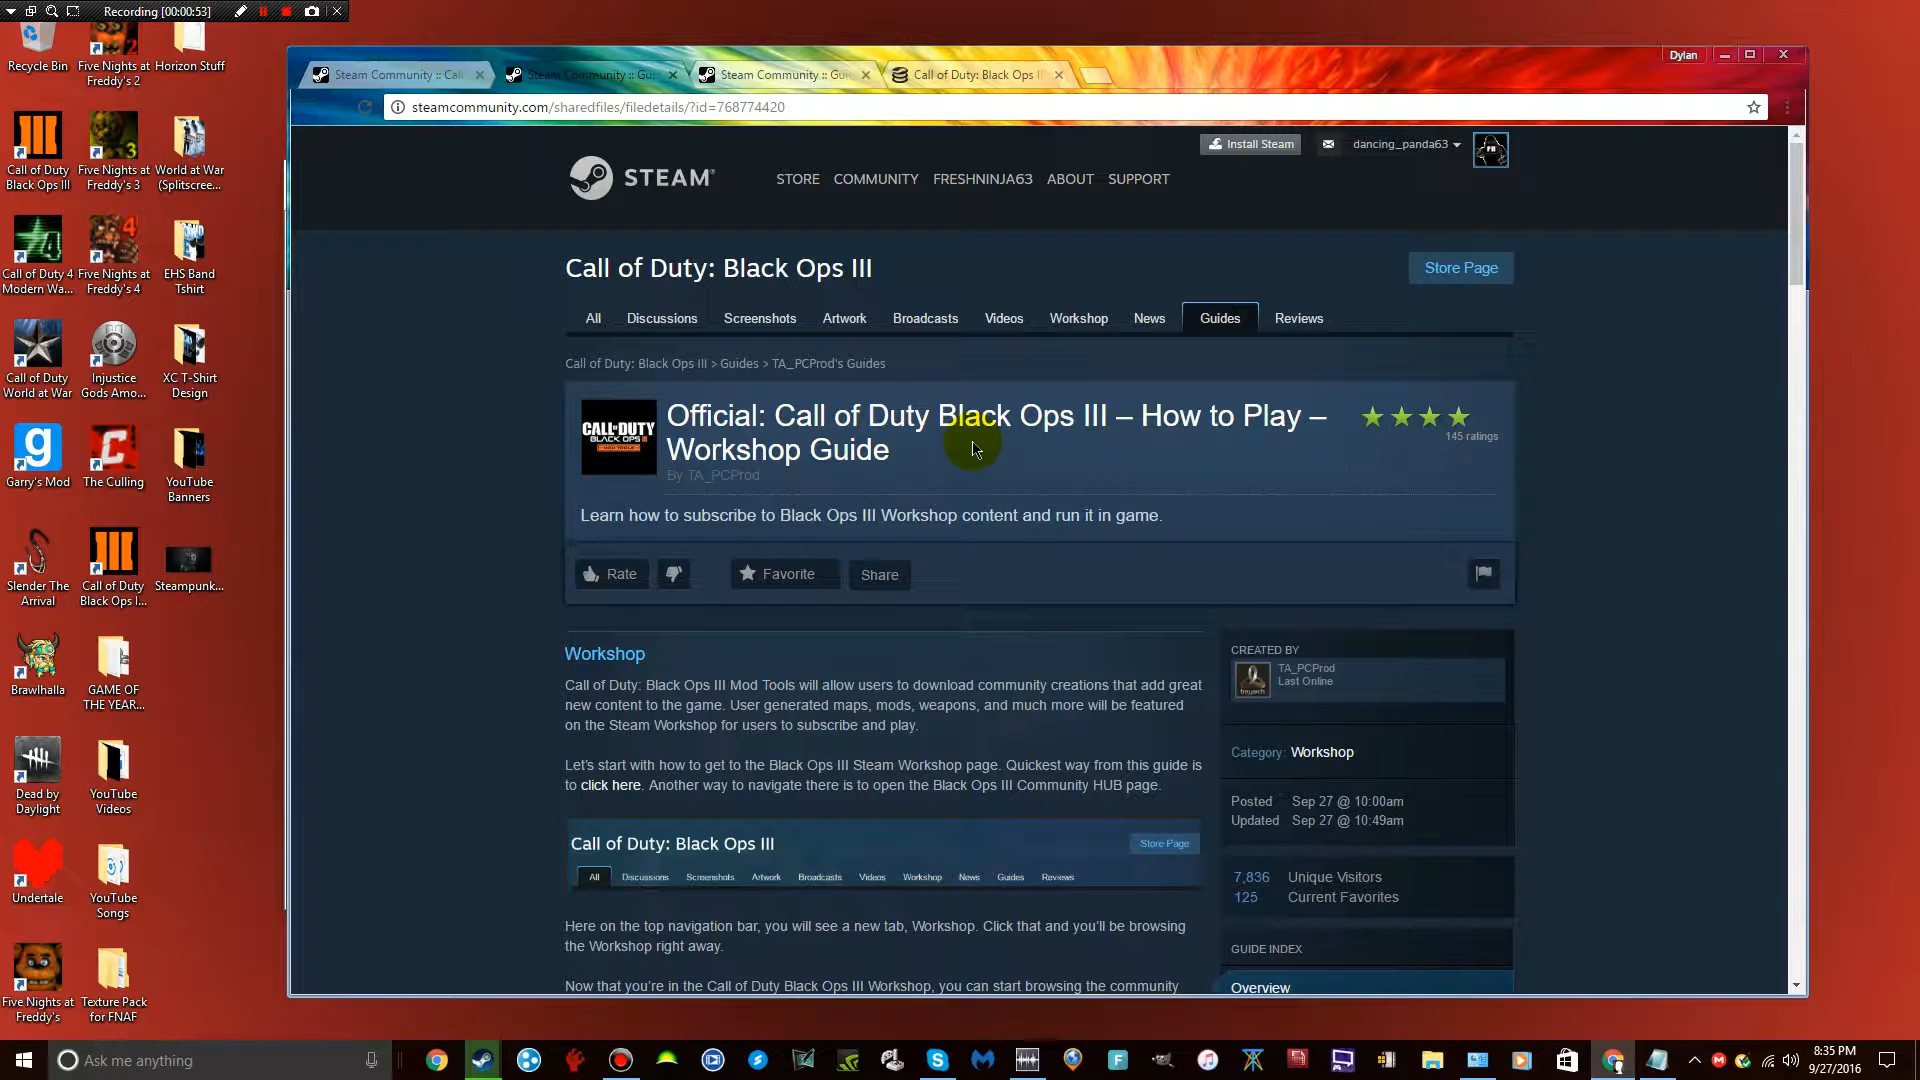 Recording [00:00:53]
Recycle Bin
Five Nights at Freddy's 2
Horizon Stuff
Call of Duty Black Ops III
Five Nights at Freddy's 3
World at War (Splitscree...
Call of Duty 4 Modern Wa...
Five Nights at Freddy's 4
EHS Band Tshirt
Call of Duty World at War
Injustice Gods Amo...
XC T-Shirt Design
Garry's Mod
The Culling
YouTube Banners
Slender The Arrival
Call of Duty Black Ops I...
Steampunk...
Brawlhalla
GAME OF THE YEAR...
Dead by Daylight
YouTube Videos
Undertale
YouTube Songs
Five Nights at Freddy's
Texture Pack for FNAF
Dylan
Steam Community :: Cal
Steam Community :: Gui
Steam Community :: Gui
Call of Duty: Black Ops I
steamcommunity.com/sharedfiles/filedetails/?id=768774420
Install Steam
dancing_panda63
STEAM
STORE COMMUNITY FRESHNINJA63 ABOUT SUPPORT
Call of Duty: Black Ops III
Store Page
All Discussions Screenshots Artwork Broadcasts Videos Workshop News Guides Reviews
Call of Duty: Black Ops III > Guides > TA_PCProd's Guides
CALL OF DUTY
BLACK OPS III
MOD TOOLS
Official: Call of Duty Black Ops III – How to Play –
Workshop Guide
By TA_PCProd
145 ratings
Learn how to subscribe to Black Ops III Workshop content and run it in game.
Rate
Favorite
Share
Workshop
Call of Duty: Black Ops III Mod Tools will allow users to download community creations that add great
new content to the game. User generated maps, mods, weapons, and much more will be featured
on the Steam Workshop for users to subscribe and play.
Let's start with how to get to the Black Ops III Steam Workshop page. Quickest way from this guide is
to click here. Another way to navigate there is to open the Black Ops III Community HUB page.
Call of Duty: Black Ops III
Store Page
All Discussions Screenshots Artwork Broadcasts Videos Workshop News Guides Reviews
Here on the top navigation bar, you will see a new tab, Workshop. Click that and you'll be browsing
the Workshop right away.
Now that you're in the Call of Duty Black Ops III Workshop, you can start browsing the community
CREATED BY
TA_PCProd
Last Online
treyarch
Category: Workshop
Posted Sep 27 @ 10:00am
Updated Sep 27 @ 10:49am
7,836 Unique Visitors
125 Current Favorites
GUIDE INDEX
Overview
Ask me anything
8:35 PM
9/27/2016